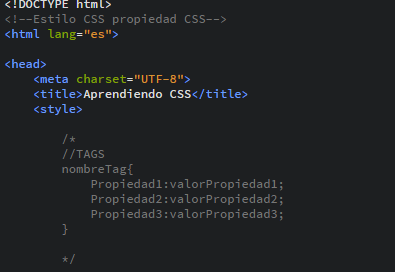 <!DOCTYPE html>
<!--Estilo CSS propiedad CSS-->
<html lang="es">
<head>
<meta charset="UTF-8">
<title>Aprendiendo CSS</title>
<style>
/*
//TAGS
nombreTag{
Propiedad1:valorPropiedad1;
Propiedad2:valorPropiedad2;
Propiedad3:valorPropiedad3;
}
*/